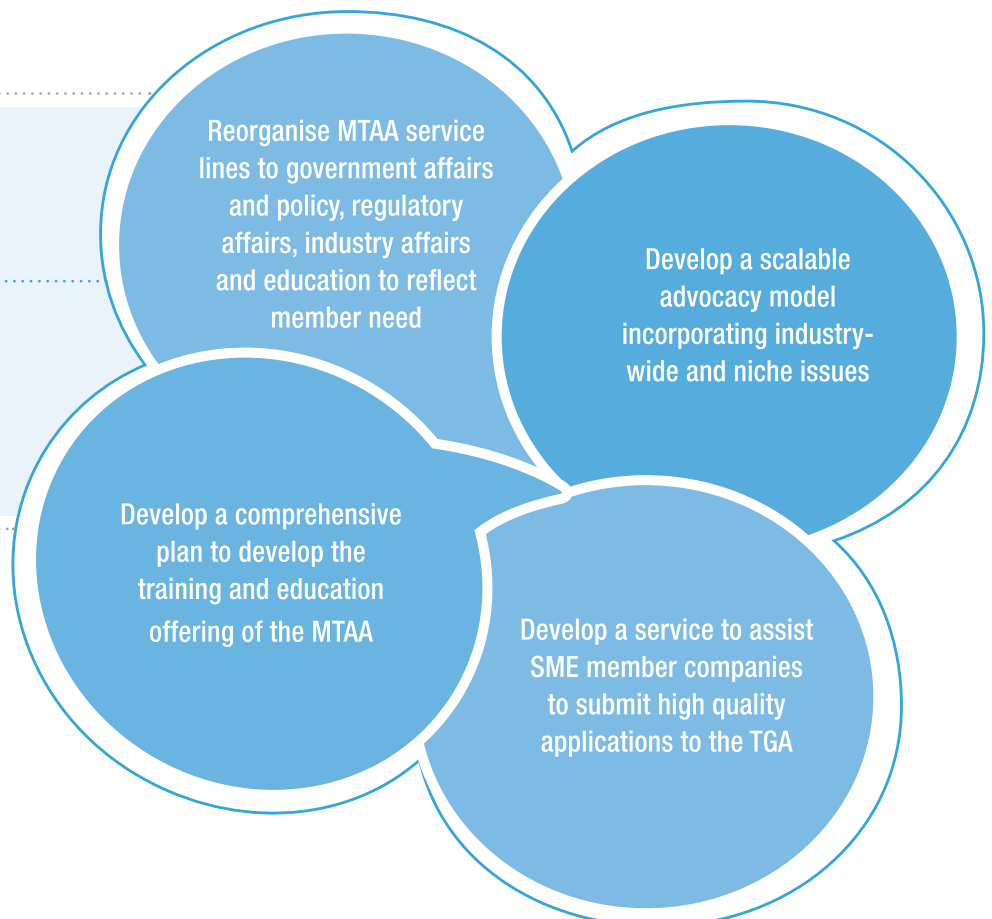 Reorganise MTAA service
lines to government affairs
and policy, regulatory
affairs, industry affairs
and education to reflect
member need
Develop a scalable
advocacy model
incorporating industry-
wide and niche issues
Develop a comprehensive
plan to develop the
training and education
offering of the MTAA
Develop a service to assist
SME member companies
to submit high quality
applications to the TGA